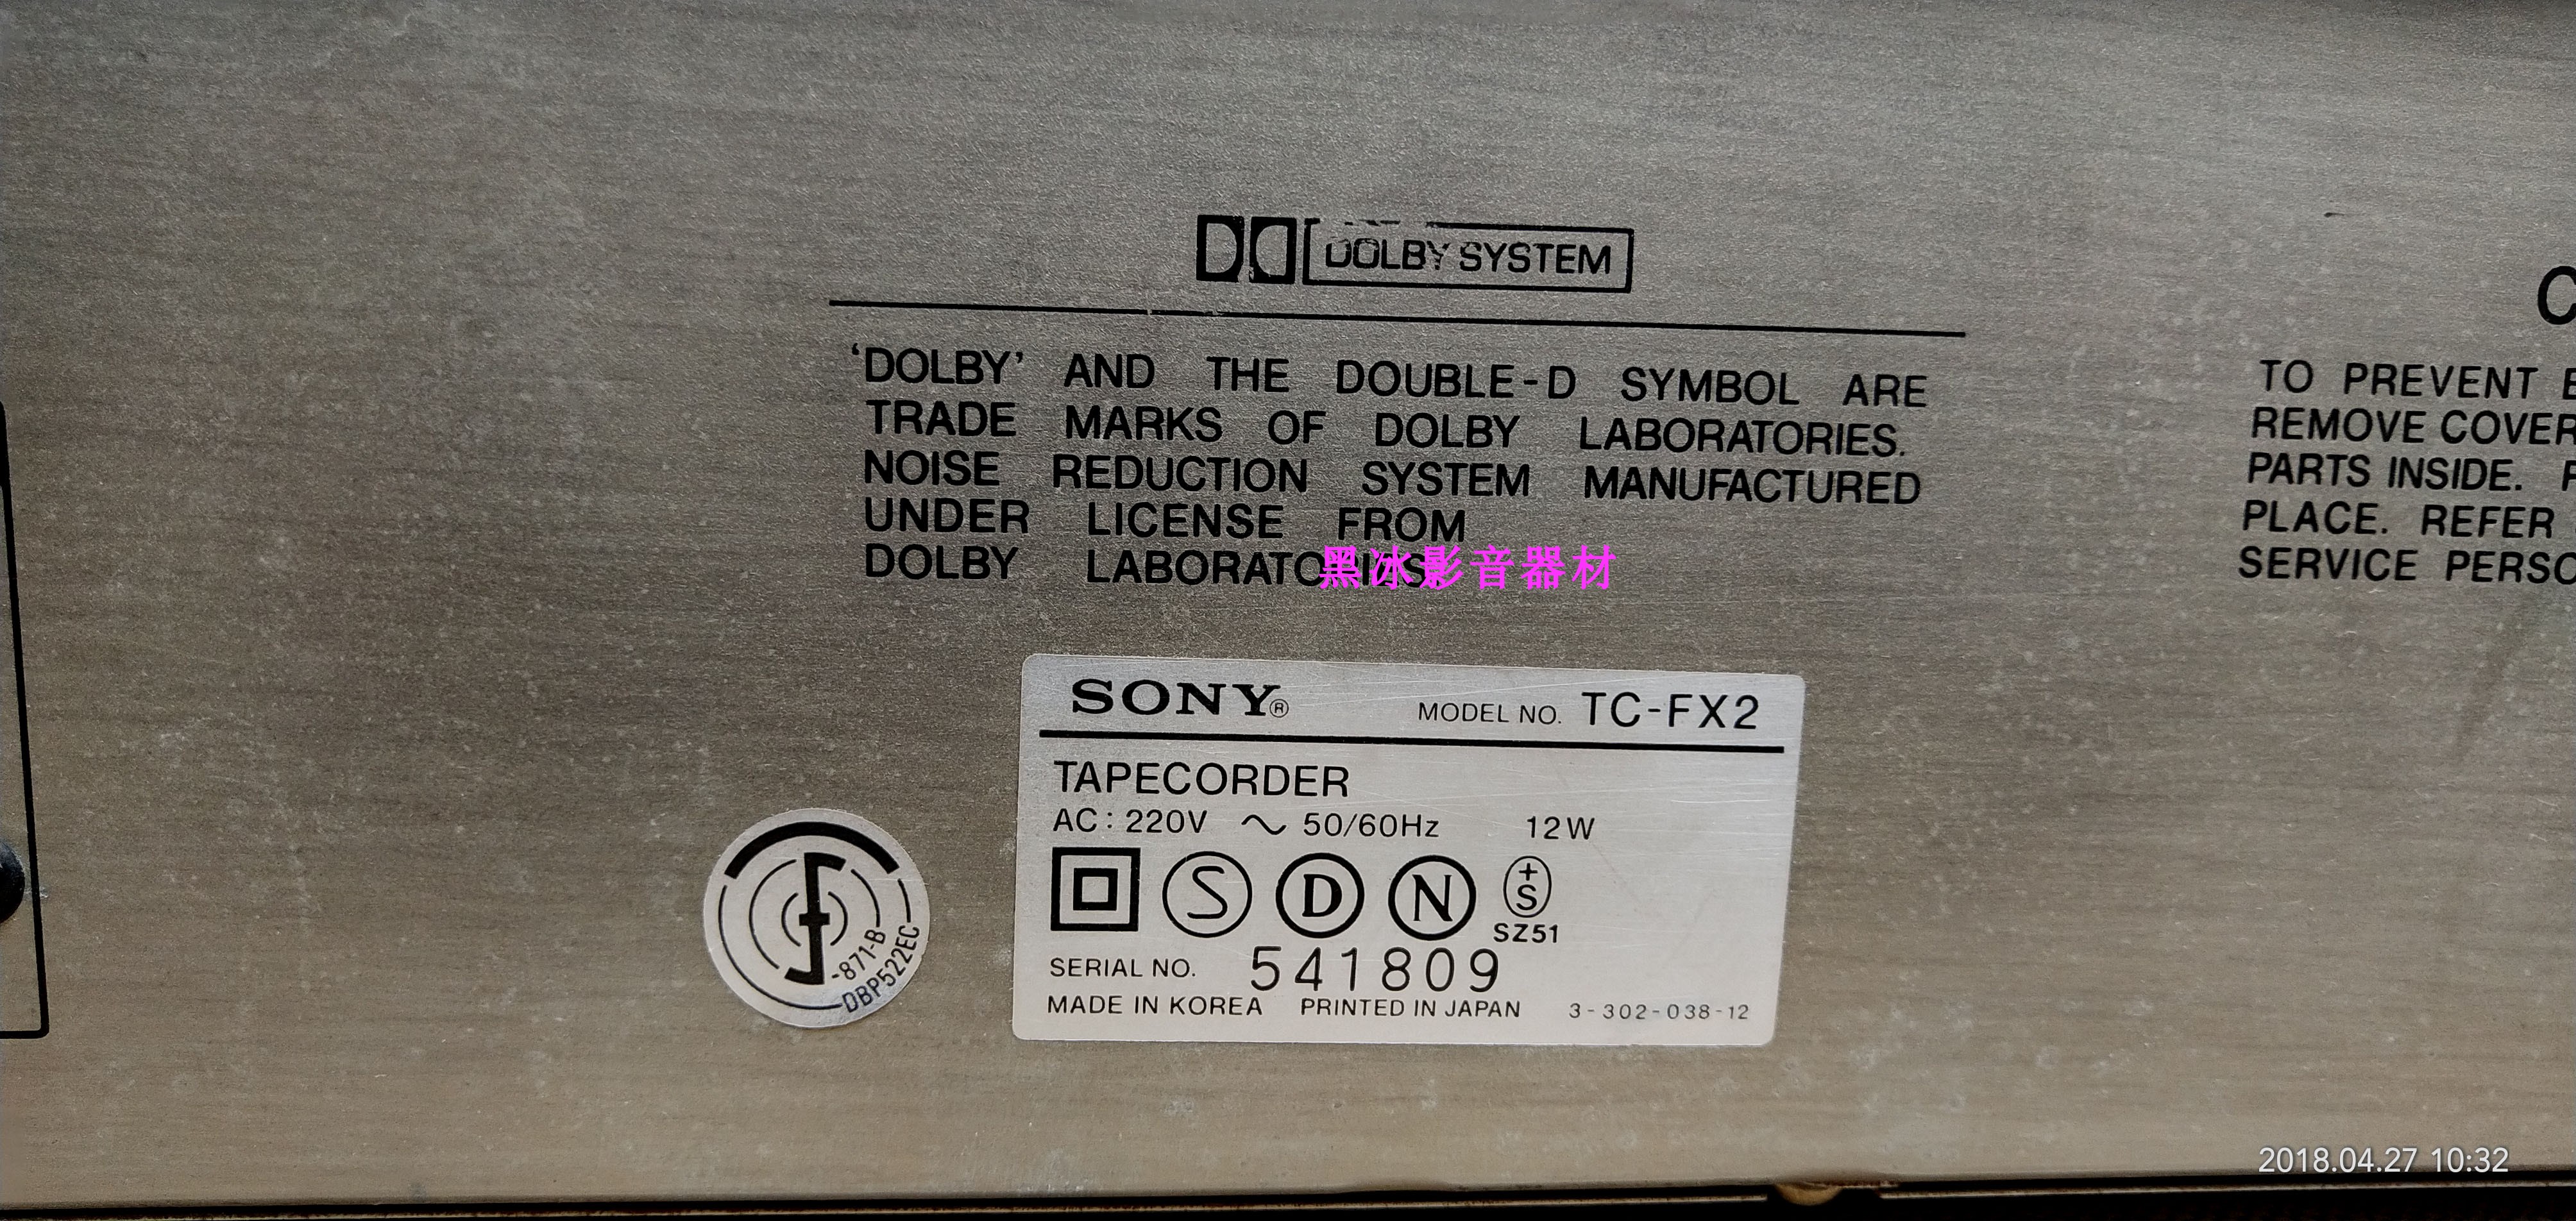 DOLBY SYSTEM
‘DOLBY’ AND THE DOUBLE-D SYMBOL ARE
TRADE MARKS OF DOLBY LABORATORIES.
NOISE REDUCTION SYSTEM MANUFACTURED
UNDER LICENSE FROM
DOLBY LABORATORIES
黑冰影音器材
TO PREVENT
REMOVE COVER
PARTS INSIDE.
PLACE. REFER
SERVICE
SONY® MODEL NO. TC-FX2
TAPECORDER
AC : 220V ~ 50/60Hz 12W
S D N +S
SZ51
SERIAL NO. 541809
MADE IN KOREA PRINTED IN JAPAN 3-302-038-12
-871-B
DBP522EC
2018.04.27 10:32